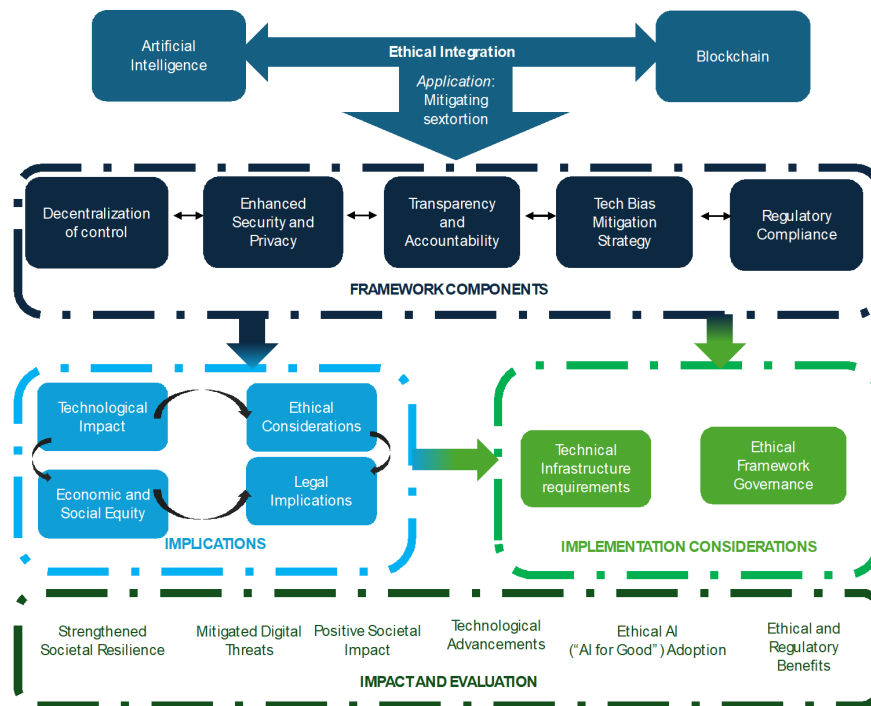 Artificial
Intelligence
Ethical Integration
Application:
Mitigating
sextortion
Blockchain
Decentralization
of control
Enhanced
Security and
Privacy
Transparency
and
Accountability
Tech Bias
Mitigation
Strategy
Regulatory
Compliance
FRAMEWORK COMPONENTS
Technological
Impact
Ethical
Considerations
Economic and
Social Equity
Legal
Implications
IMPLICATIONS
Technical
Infrastructure
requirements
Ethical
Framework
Governance
IMPLEMENTATION CONSIDERATIONS
Strengthened
Societal Resilience
Mitigated Digital
Threats
Positive Societal
Impact
Technological
Advancements
Ethical AI
(“AI for Good”) Adoption
Ethical and
Regulatory
Benefits
IMPACT AND EVALUATION